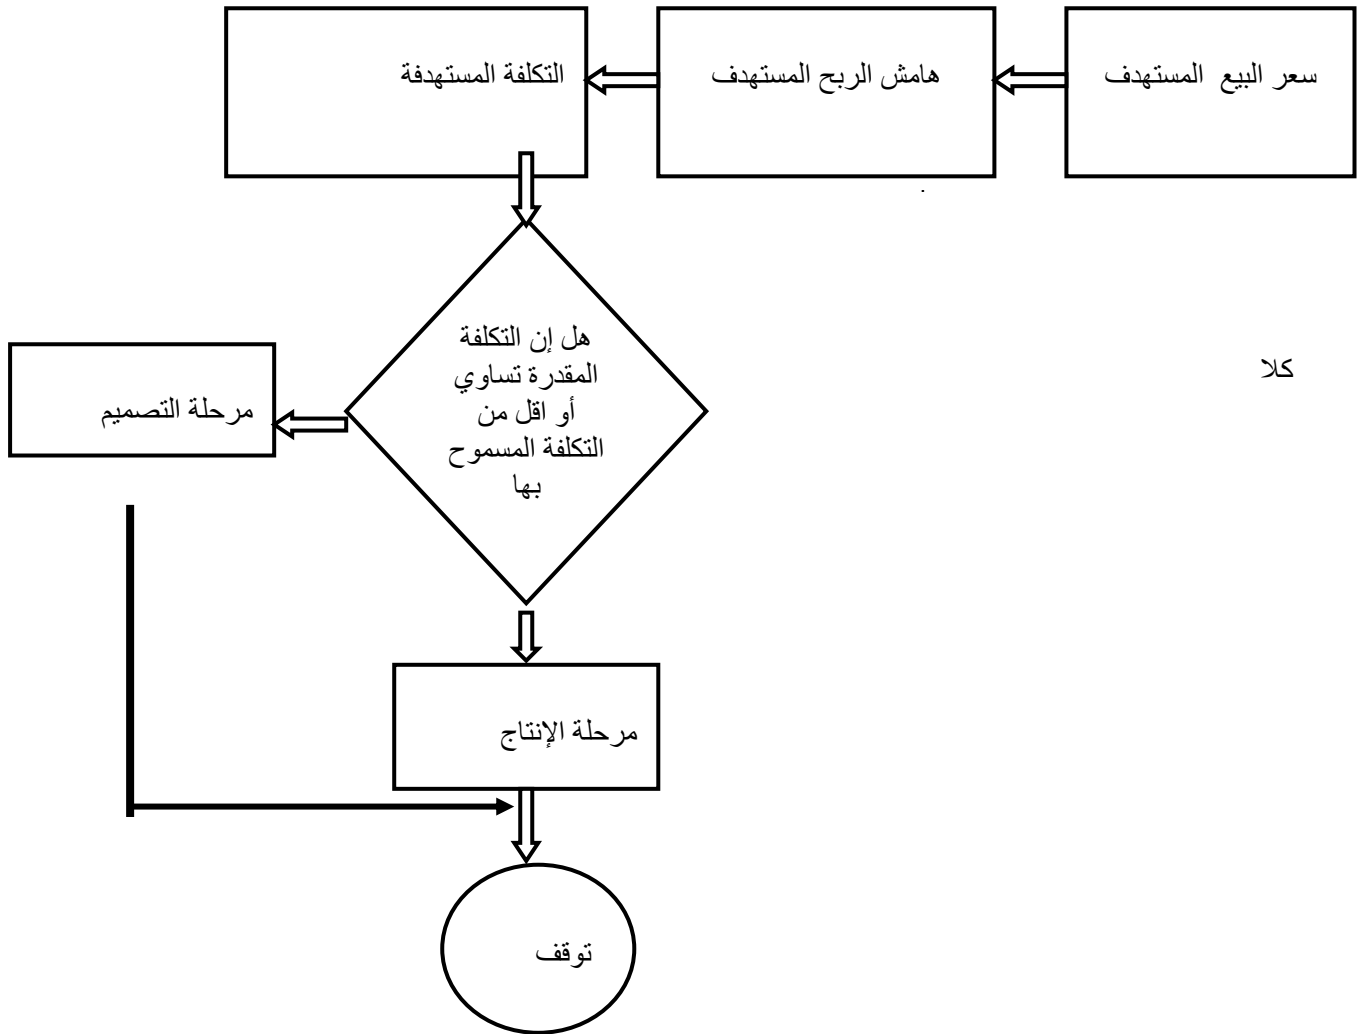 سعر البيع المستهدف
هامش الربح المستهدف
التكلفة المستهدفة
هل إن التكلفة
المقدرة تساوي
أو اقل من
التكلفة المسموح
بها
كلا
مرحلة التصميم
مرحلة الإنتاج
توقف